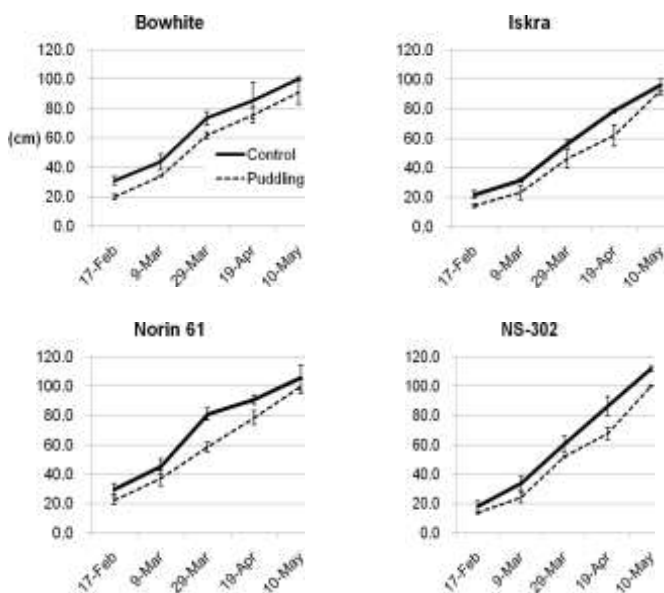 Bowhite
120.0
100.0
80.0
(cm) 60.0
40.0
20.0
0.0
Control
Puddling
17-Feb
9-Mar
29-Mar
19-Apr
10-May
Iskra
120.0
100.0
80.0
60.0
40.0
20.0
0.0
17-Feb
9-Mar
29-Mar
19-Apr
10-May
Norin 61
120.0
100.0
80.0
60.0
40.0
20.0
0.0
17-Feb
9-Mar
29-Mar
19-Apr
10-May
NS-302
120.0
100.0
80.0
60.0
40.0
20.0
0.0
17-Feb
9-Mar
29-Mar
19-Apr
10-May